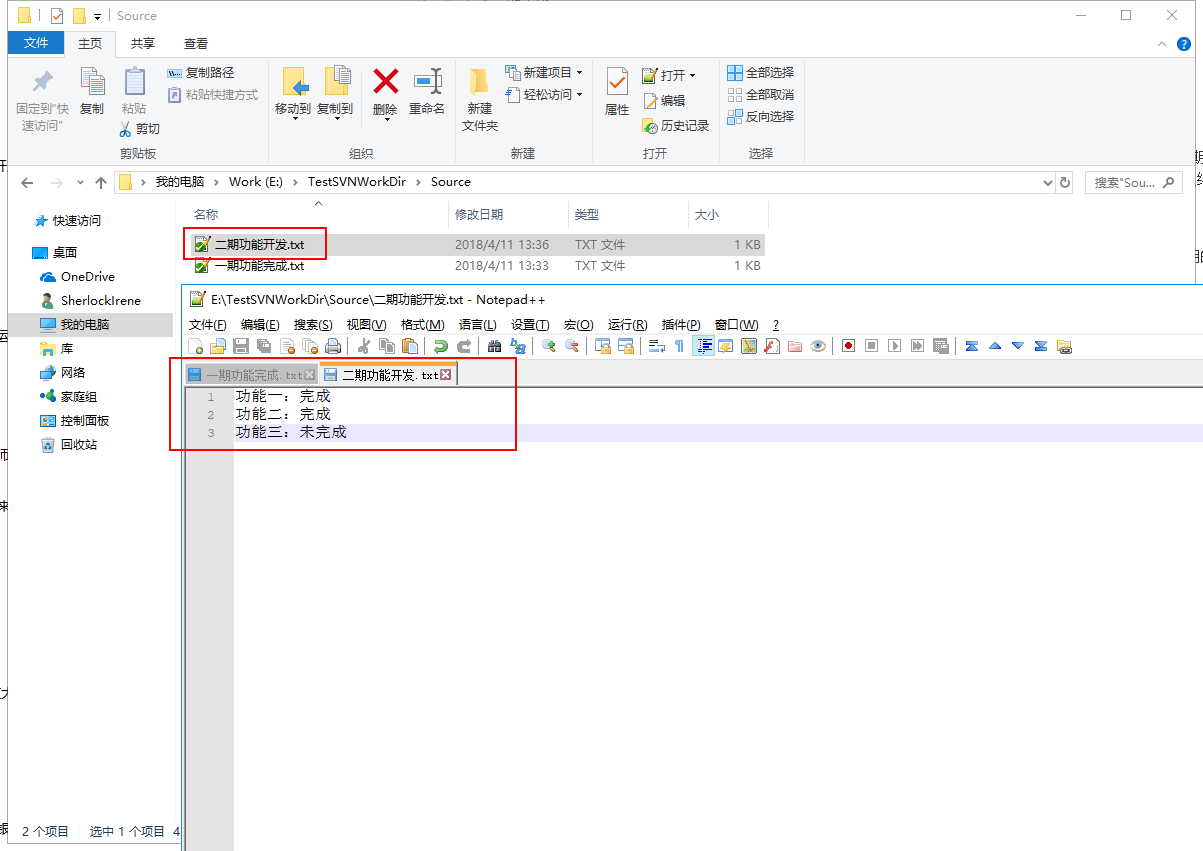 Source
文件 主页 共享 查看
固定到"快速访问"
复制
粘贴
复制路径
粘贴快捷方式
剪切
移动到 复制到
删除 重命名
新建
文件夹
新建项目
轻松访问
属性
打开
编辑
历史记录
全部选择
全部取消
反向选择
剪贴板 组织 新建 打开 选择
我的电脑 Work (E:) TestSVNWorkDir Source
搜索"Sou...
名称 修改日期 类型 大小
二期功能开发.txt 2018/4/11 13:36 TXT 文件 1 KB
一期功能完成.txt 2018/4/11 13:33 TXT 文件 1 KB
快速访问
桌面
OneDrive
SherlockIrene
我的电脑
库
网络
家庭组
控制面板
回收站
E:\TestSVNWorkDir\Source\二期功能开发.txt - Notepad++
文件(F) 编辑(E) 搜索(S) 视图(V) 格式(M) 语言(L) 设置(T) 宏(O) 运行(R) 插件(P) 窗口(W) ?
一期功能完成.txt 二期功能开发.txt
1 功能一：完成
2 功能二：完成
3 功能三：未完成
2 个项目 选中 1 个项目 4